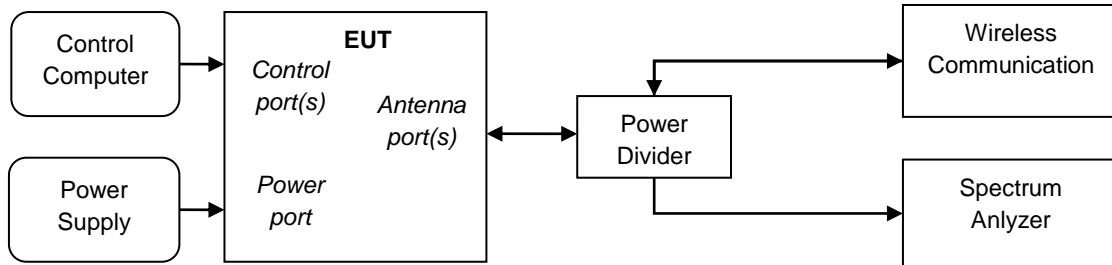 Control
Computer
EUT
Control
port(s)
Antenna
port(s)
Power
port
Power
Supply
Power
Divider
Wireless
Communication
Spectrum
Anlyzer